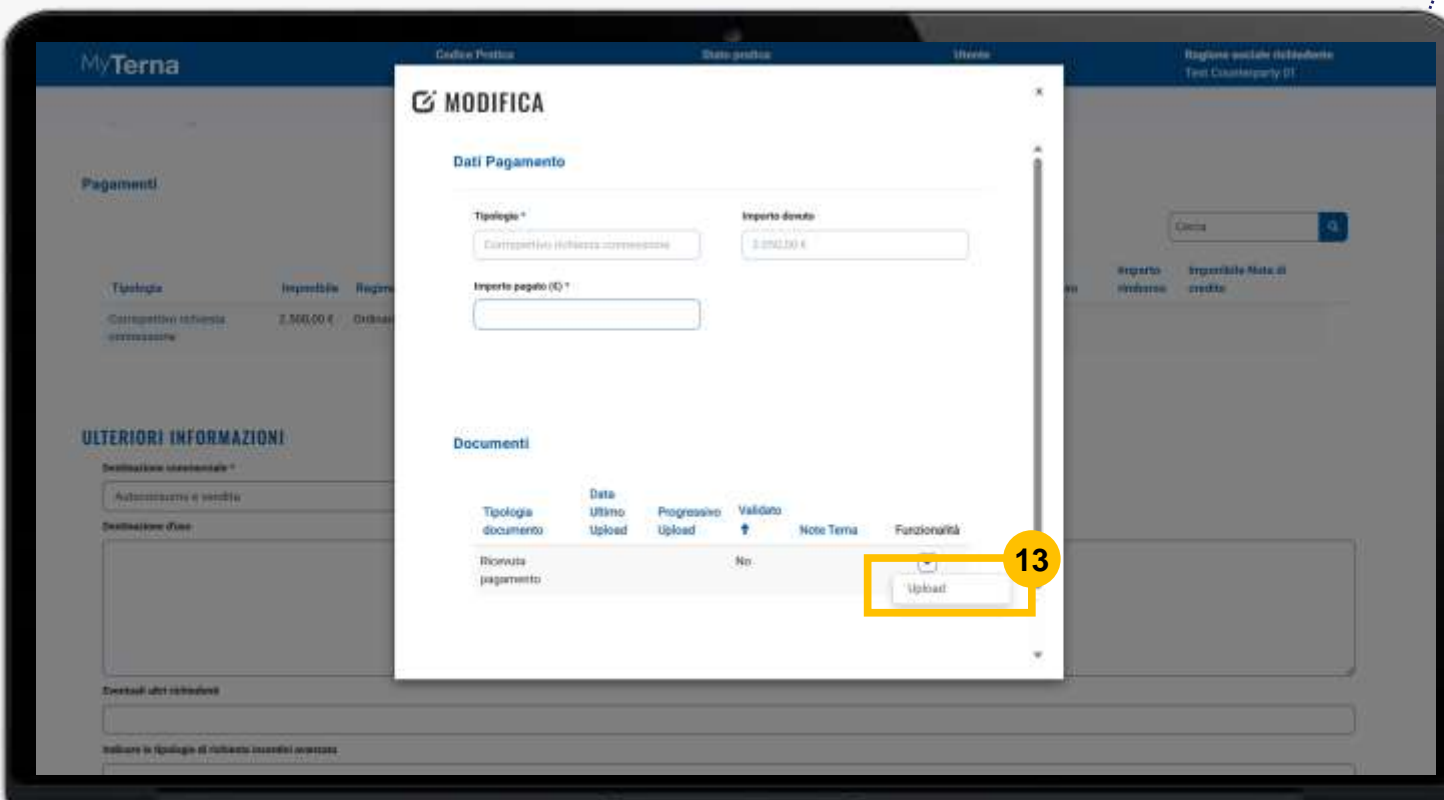 MyTerna
Codice Pratica
Stato pratica
Utente
Ragione sociale richiedente
Test Counterparty 01
MODIFICA
×
Dati Pagamento
Pagamenti
Tipologia *
Importo dovuto
Corrispettivo richiesta connessione
Cerca
Importo pagato (€) *
Tipologia
Imponibile
Importo rimborso
Imponibile Nota di credito
Corrispettivo richiesta connessione
2.500,00 €
ULTERIORI INFORMAZIONI
Documenti
Destinazione commerciale *
Autoconsumo e vendita
Tipologia documento
Data Ultimo Upload
Progressivo Upload
Validato
Note Terna
Funzionalità
Destinazione d'uso
Ricevuta pagamento
No
13
Upload
Eventuali altri richiedenti